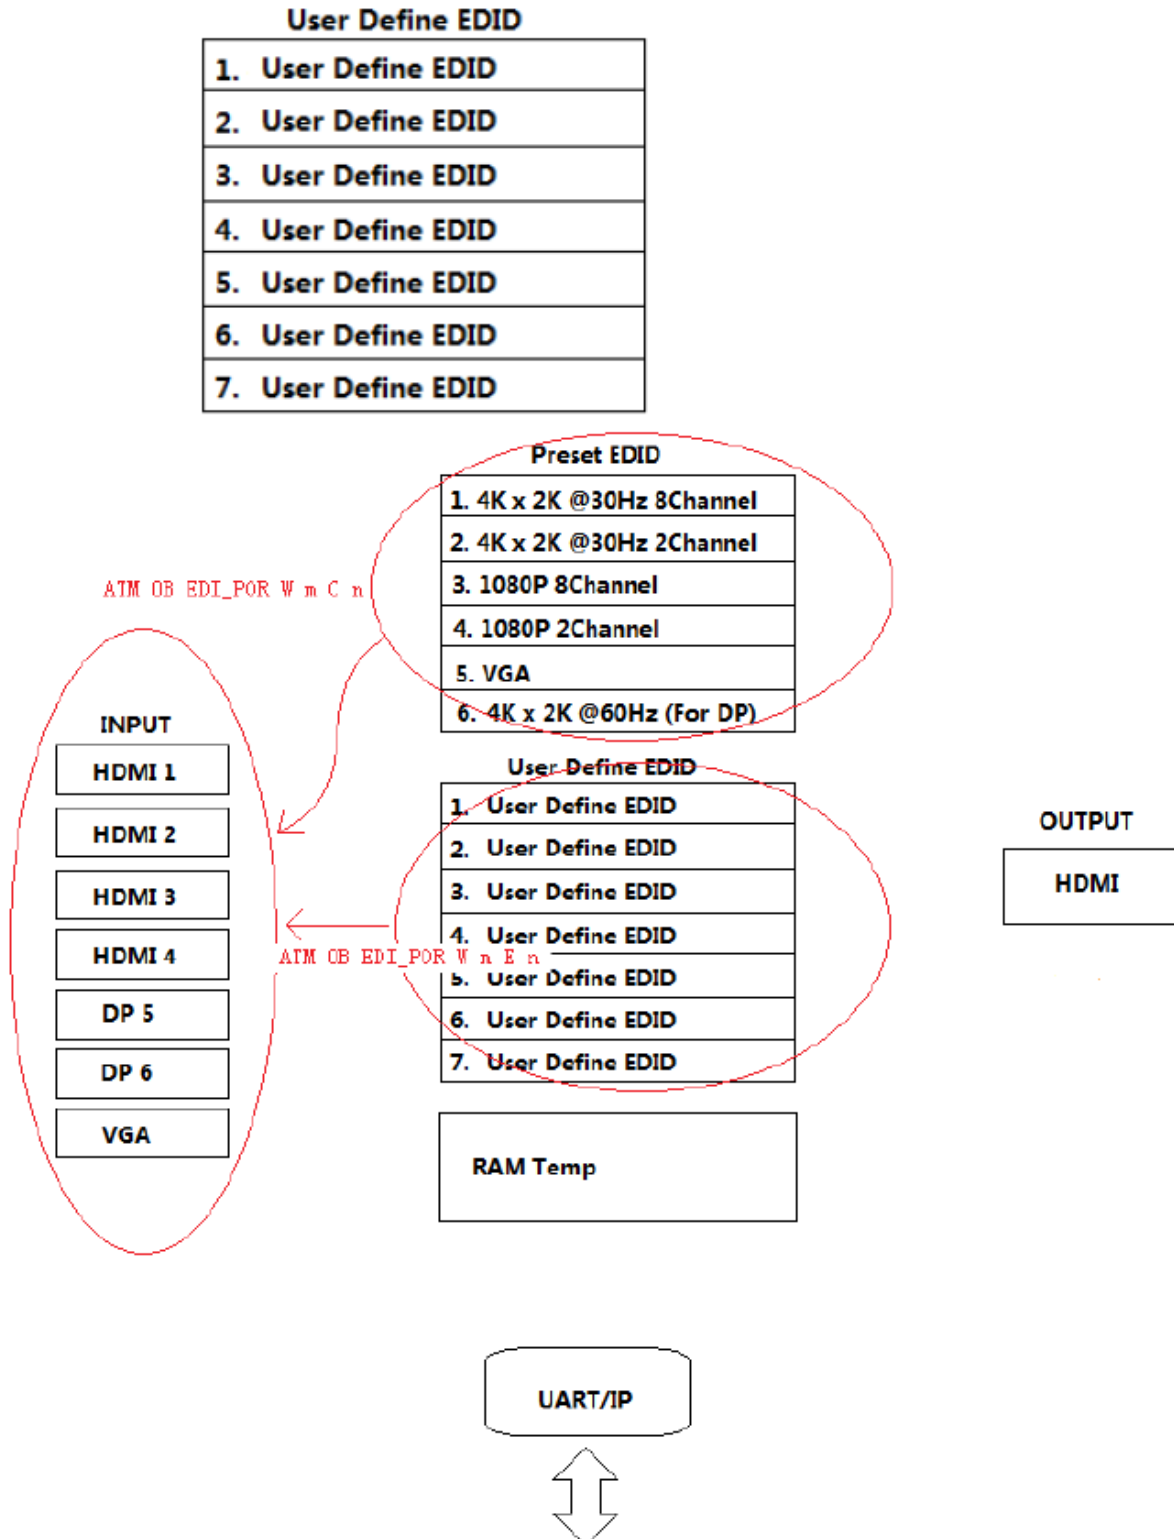 User Define EDID
1. User Define EDID
2. User Define EDID
3. User Define EDID
4. User Define EDID
5. User Define EDID
6. User Define EDID
7. User Define EDID
Preset EDID
1. 4K x 2K @30Hz 8Channel
2. 4K x 2K @30Hz 2Channel
3. 1080P 8Channel
4. 1080P 2Channel
5. VGA
6. 4K x 2K @60Hz (For DP)
ATM OB EDI_POR W m C n
INPUT
HDMI 1
HDMI 2
HDMI 3
HDMI 4
DP 5
DP 6
VGA
User Define EDID
1. User Define EDID
2. User Define EDID
3. User Define EDID
4. User Define EDID
5. User Define EDID
6. User Define EDID
7. User Define EDID
ATM OB EDI_POR W m E n
OUTPUT
HDMI
RAM Temp
UART/IP